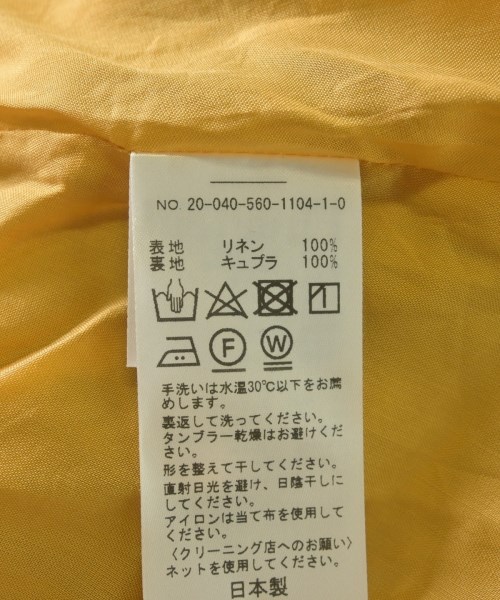 NO. 20-040-560-1104-1-0
表地 リネン 100%
裏地 キュプラ 100%
F W
手洗いは水温30℃以下をお薦
めします。
裏返して洗ってください。
タンブラー乾燥はお避けくだ
さい。
形を整えて干してください。
直射日光を避け、日陰干しに
してください。
アイロンは当て布を使用して
ください。
〈クリーニング店へのお願い〉
ネットを使用してください。
日本製